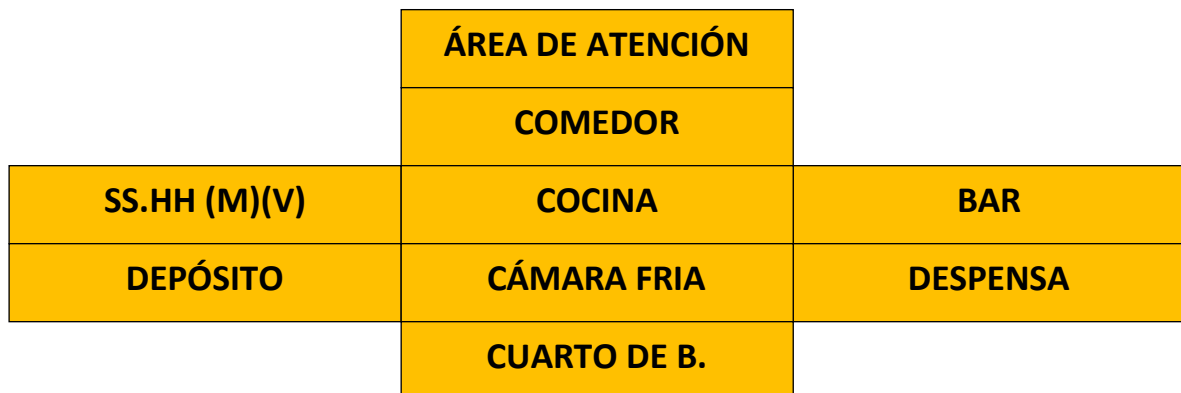 ÁREA DE ATENCIÓN
COMEDOR
SS.HH (M)(V) COCINA BAR
DEPÓSITO CÁMARA FRIA DESPENSA
CUARTO DE B.